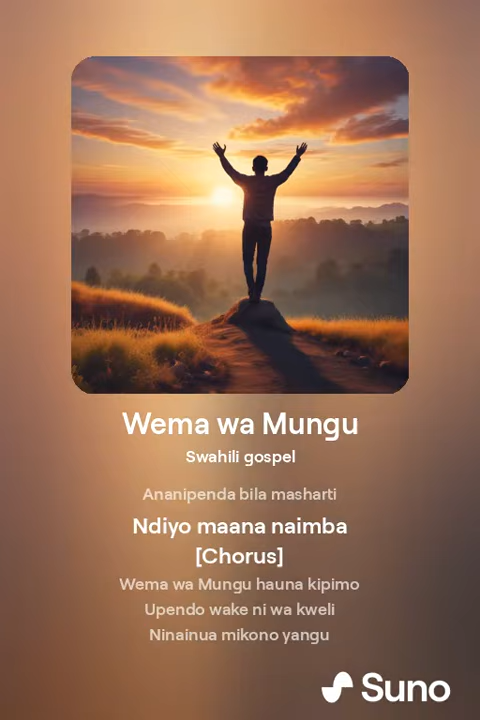 Wema wa Mungu
Swahili gospel
Ananipenda bila masharti
Ndiyo maana naimba
[Chorus]
Wema wa Mungu hauna kipimo
Upendo wake ni wa kweli
Ninainua mikono yangu
Suno